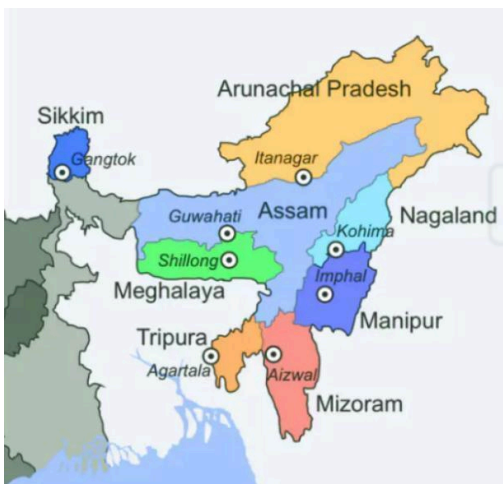 Arunachal Pradesh
Sikkim
Gangtok
Itanagar
Guwahati
Assam
Nagaland
Kohima
Shillong
Imphal
Meghalaya
Manipur
Tripura
Agartala
Aizwal
Mizoram